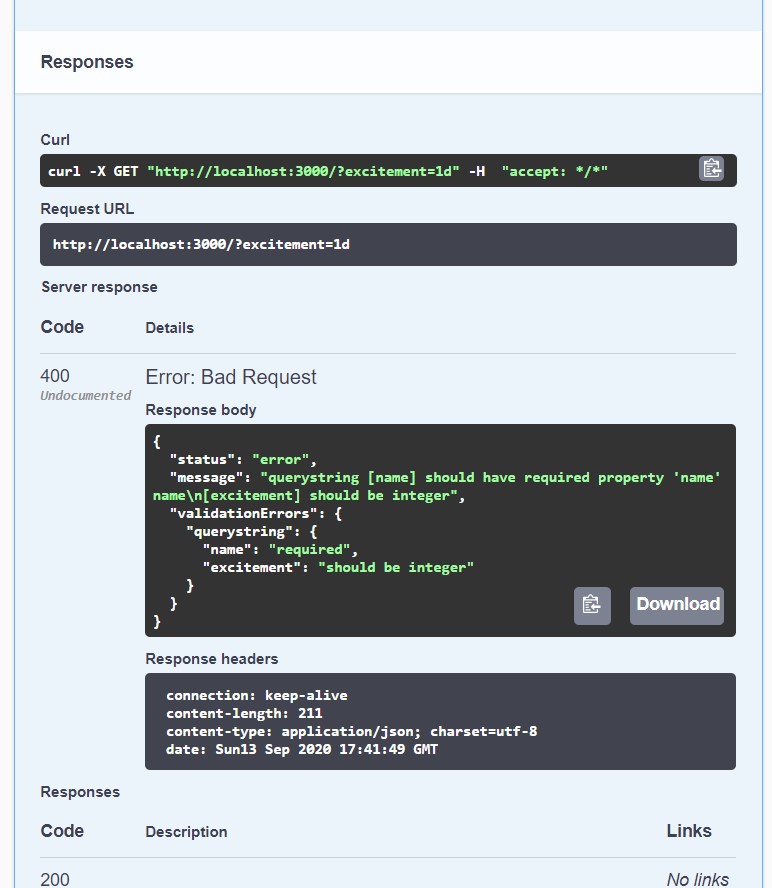 Responses
Curl
curl -X GET "http://localhost:3000/?excitement=1d" -H  "accept: */*"
Request URL
http://localhost:3000/?excitement=1d
Server response
Code Details
400 Error: Bad Request
Undocumented
Response body
{
  "status": "error",
  "message": "querystring [name] should have required property 'name'
name\n[excitement] should be integer",
  "validationErrors": {
    "querystring": {
      "name": "required",
      "excitement": "should be integer"
    }
  }
}
Download
Response headers
connection: keep-alive
content-length: 211
content-type: application/json; charset=utf-8
date: Sun13 Sep 2020 17:41:49 GMT
Responses
Code Description Links
200 No links